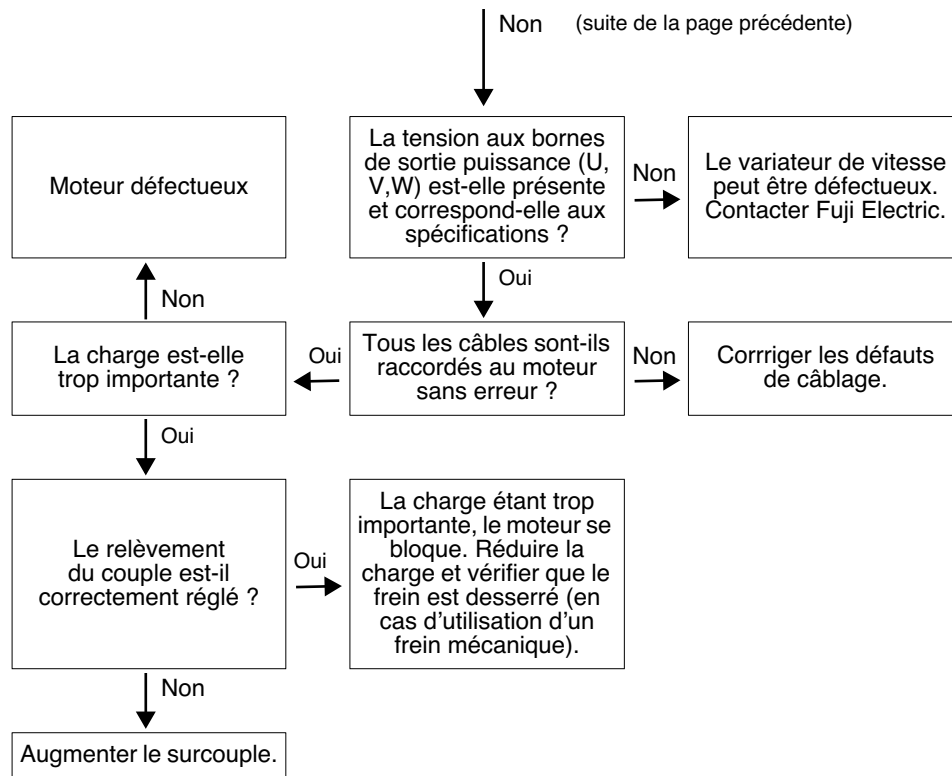 Non (suite de la page précédente)
La tension aux bornes
de sortie puissance (U,
V,W) est-elle présente
et correspond-elle aux
spécifications ?
Non
Le variateur de vitesse
peut être défectueux.
Contacter Fuji Electric.
Moteur défectueux
Oui
Non
Tous les câbles sont-ils
raccordés au moteur
sans erreur ?
Non
Corrriger les défauts
de câblage.
Oui
La charge est-elle
trop importante ?
Oui
Le relèvement
du couple est-il
correctement réglé ?
Oui
La charge étant trop
importante, le moteur se
bloque. Réduire la
charge et vérifier que le
frein est desserré (en
cas d’utilisation d’un
frein mécanique).
Non
Augmenter le surcouple.